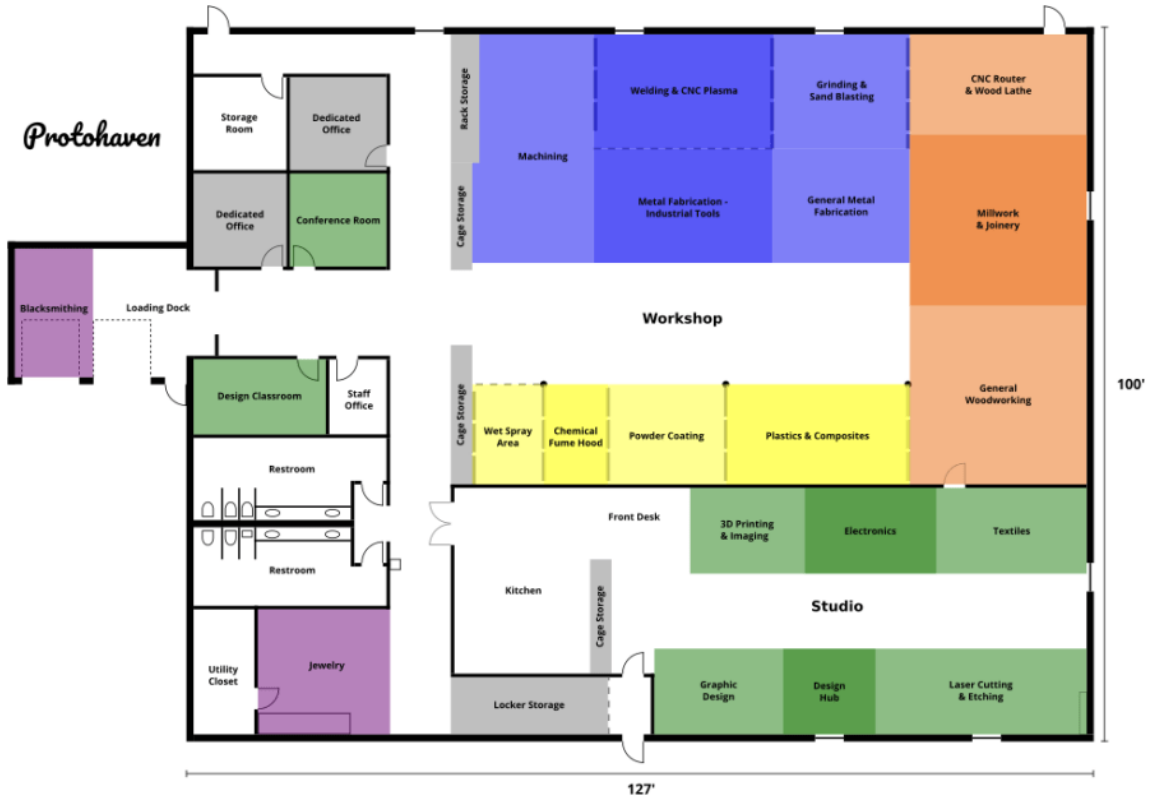 Protohaven
Storage
Room
Dedicated
Office
Dedicated
Office
Conference Room
Rack Storage
Cage Storage
Machining
Welding & CNC Plasma
Grinding &
Sand Blasting
CNC Router
& Wood Lathe
Metal Fabrication -
Industrial Tools
General Metal
Fabrication
Millwork
& Joinery
Blacksmithing
Loading Dock
Workshop
100'
Design Classroom
Staff
Office
Cage Storage
Wet Spray
Area
Chemical
Fume Hood
Powder Coating
Plastics & Composites
General
Woodworking
Restroom
Restroom
Front Desk
3D Printing
& Imaging
Electronics
Textiles
Kitchen
Cage Storage
Studio
Utility
Closet
Jewelry
Locker Storage
Graphic
Design
Design
Hub
Laser Cutting
& Etching
127'